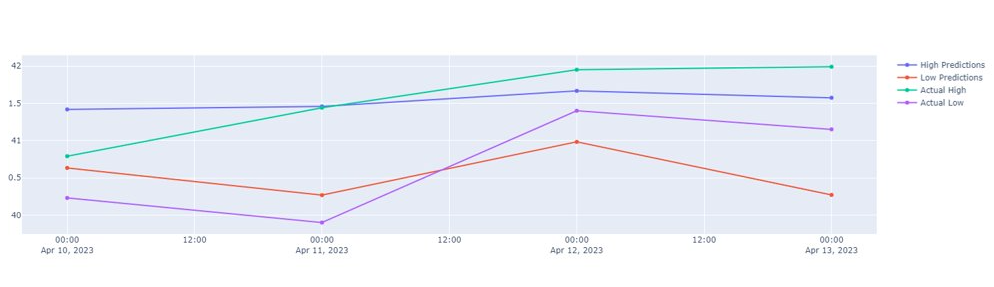 High Predictions
Low Predictions
Actual High
Actual Low
42
1.5
41
0.5
40
00:00 12:00 00:00 12:00 00:00 12:00 00:00
Apr 10, 2023 Apr 11, 2023 Apr 12, 2023 Apr 13, 2023